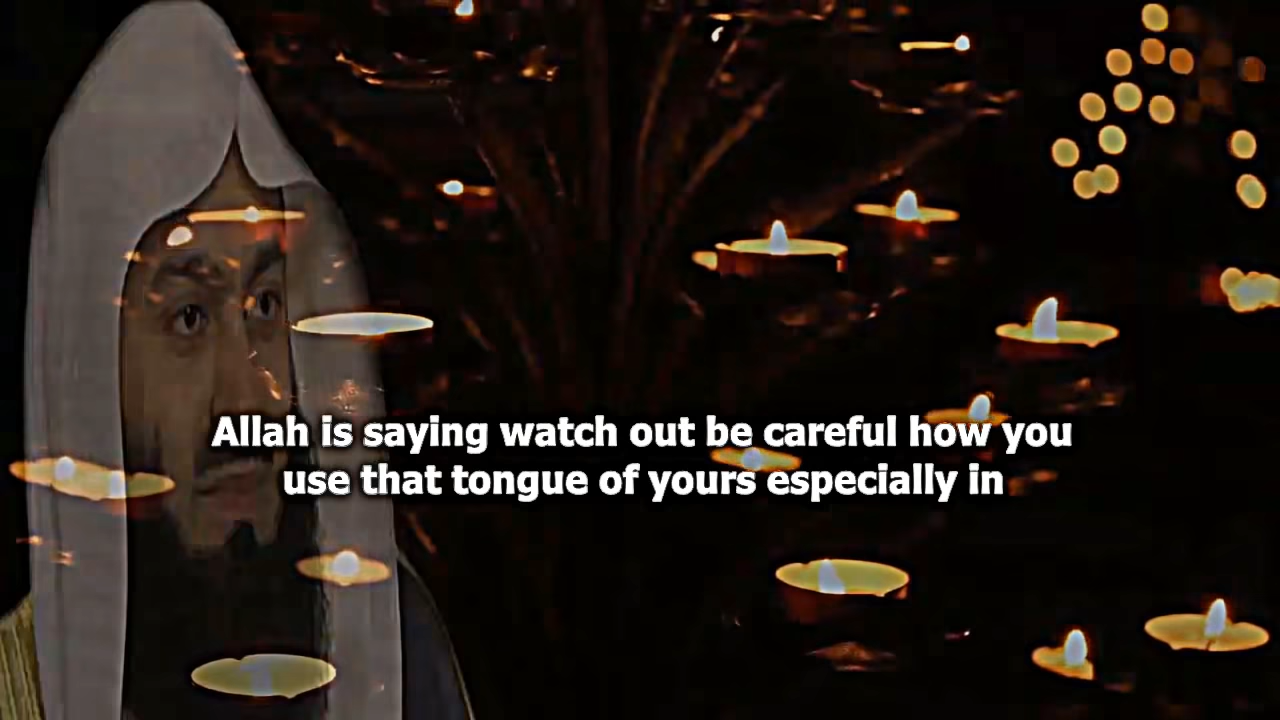 Allah is saying watch out be careful how you
use that tongue of yours especially in